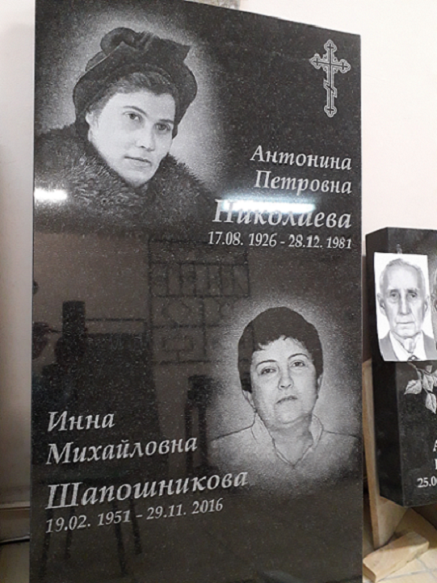 Антонина
Петровна
Николаева
17.08. 1926 - 28.12. 1981
Инна
Михайловна
Шапошникова
19.02. 1951 - 29.11. 2016